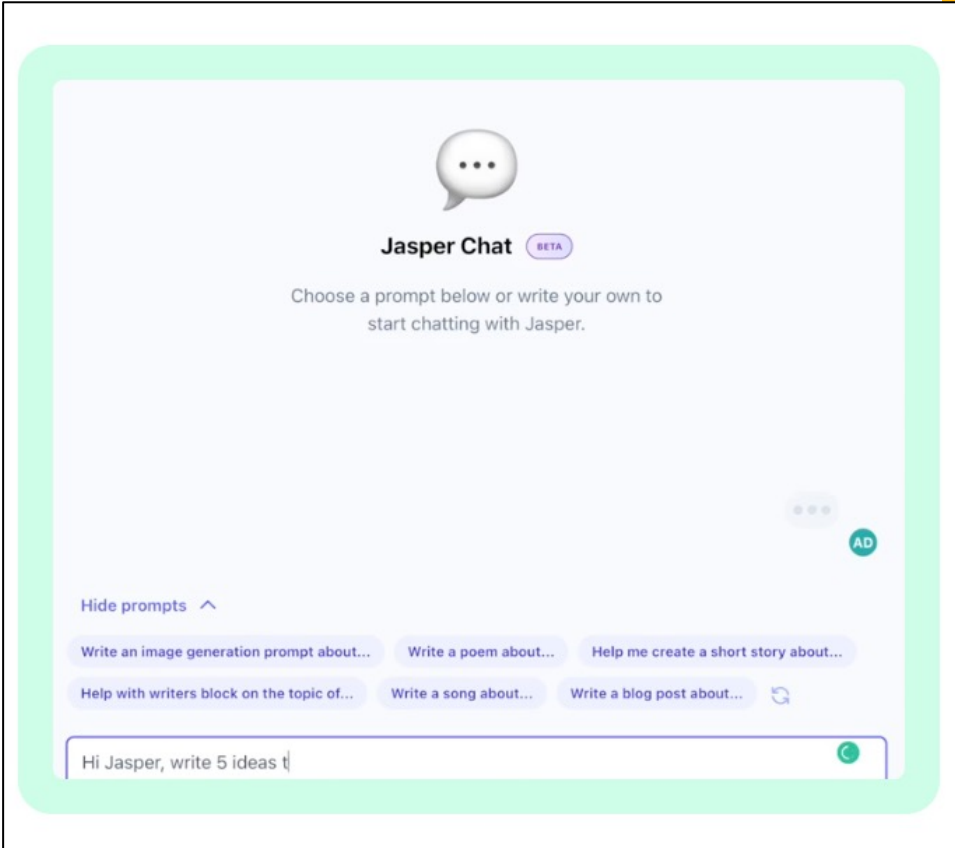 Jasper Chat BETA
Choose a prompt below or write your own to
start chatting with Jasper.
AD
Hide prompts
Write an image generation prompt about... Write a poem about... Help me create a short story about...
Help with writers block on the topic of... Write a song about... Write a blog post about...
Hi Jasper, write 5 ideas t